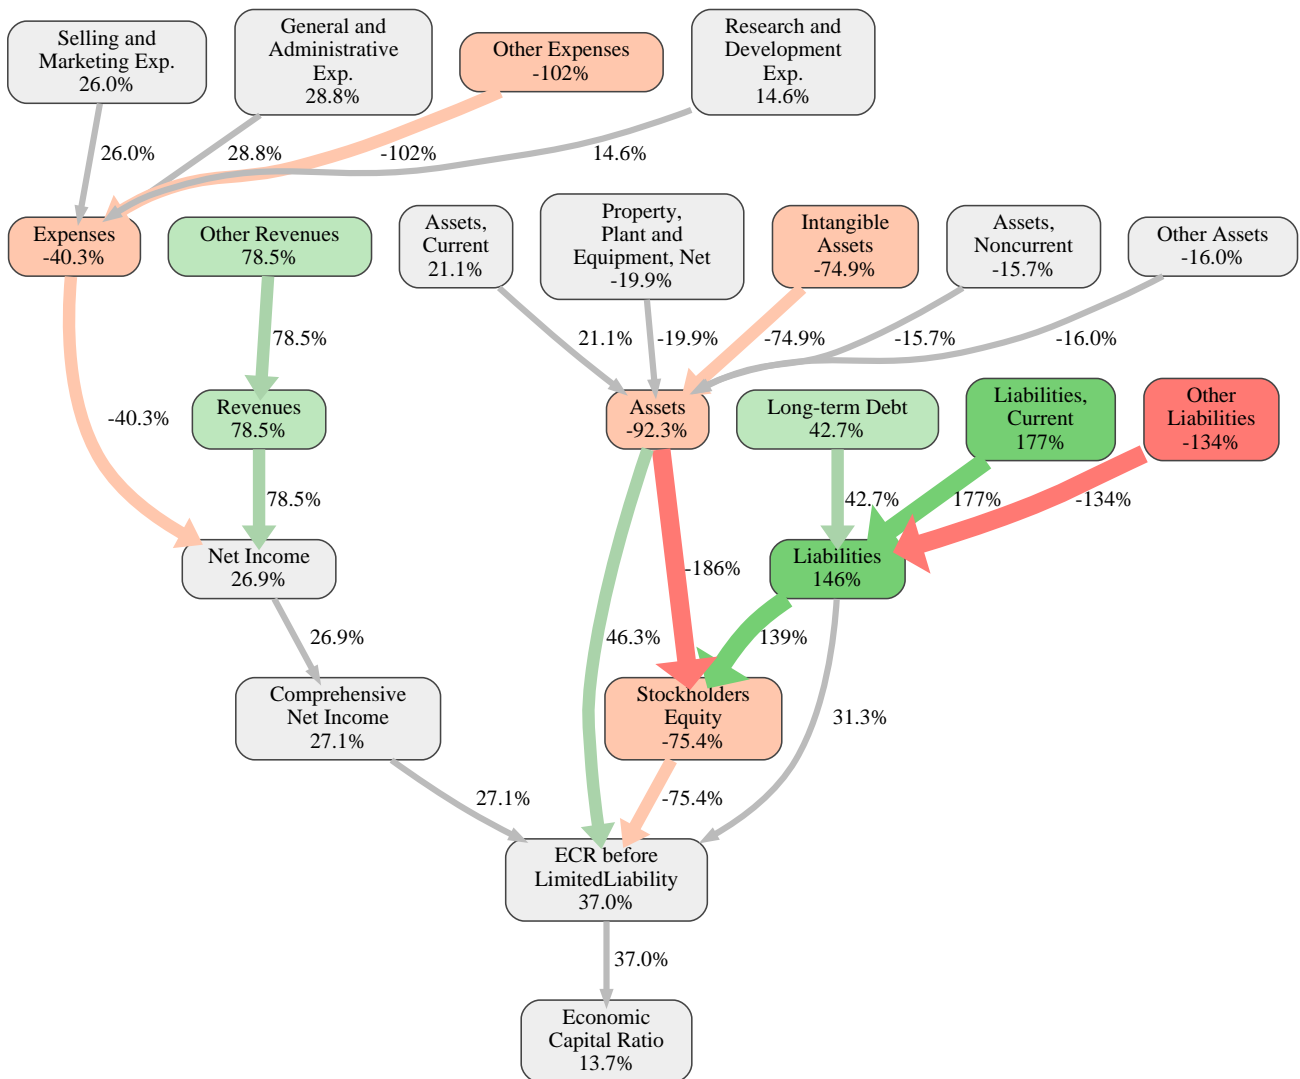 Selling and
Marketing Exp.
26.0%
General and
Administrative
Exp.
28.8%
Other Expenses
-102%
Research and
Development
Exp.
14.6%
26.0%
28.8%
-102%
14.6%
Expenses
-40.3%
Other Revenues
78.5%
Assets,
Current
21.1%
Property,
Plant and
Equipment, Net
-19.9%
Intangible
Assets
-74.9%
Assets,
Noncurrent
-15.7%
Other Assets
-16.0%
78.5%
21.1%
-19.9%
-74.9%
-15.7%
-16.0%
-40.3%
Revenues
78.5%
Assets
-92.3%
Long-term Debt
42.7%
Liabilities,
Current
177%
Other
Liabilities
-134%
78.5%
42.7%
177%
-134%
Net Income
26.9%
Liabilities
146%
-186%
26.9%
46.3%
139%
Comprehensive
Net Income
27.1%
Stockholders
Equity
-75.4%
31.3%
27.1%
-75.4%
ECR before
LimitedLiability
37.0%
37.0%
Economic
Capital Ratio
13.7%